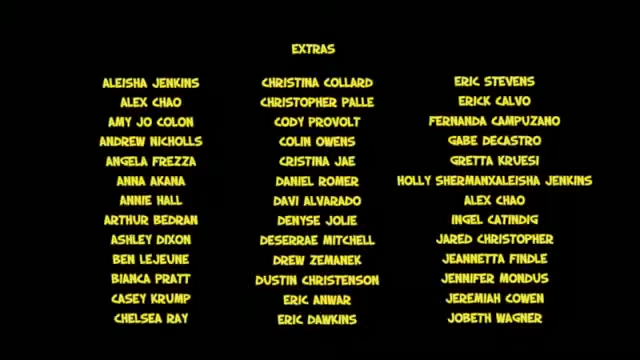 EXTRAS
ALEISHA JENKINS
ALEX CHAO
AMY JO COLON
ANDREW NICHOLLS
ANGELA FREZZA
ANNA AKANA
ANNIE HALL
ARTHUR BEDRAN
ASHLEY DIXON
BEN LEJEUNE
BIANCA PRATT
CASEY KRUMP
CHELSEA RAY
CHRISTINA COLLARD
CHRISTOPHER PALLE
CODY PROVOLT
COLIN OWENS
CRISTINA JAE
DANIEL ROMER
DAVI ALVARADO
DENYSE JOLIE
DESERRAE MITCHELL
DREW ZEMANEK
DUSTIN CHRISTENSON
ERIC ANWAR
ERIC DAWKINS
ERIC STEVENS
ERICK CALVO
FERNANDA CAMPUZANO
GABE DECASTRO
GRETTA KRUESI
HOLLY SHERMANXALEISHA JENKINS
ALEX CHAO
INGEL CATINDIG
JARED CHRISTOPHER
JEANNETTA FINDLE
JENNIFER MONDUS
JEREMIAH COWEN
JOBETH WAGNER